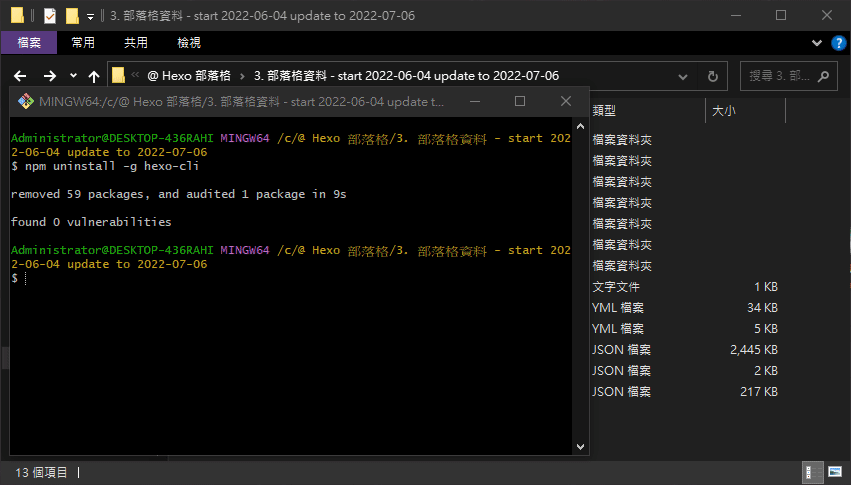 3. 部落格資料 - start 2022-06-04 update to 2022-07-06
檔案 常用 共用 檢視
@ Hexo 部落格 › 3. 部落格資料 - start 2022-06-04 update to 2022-07-06
搜尋 3. 部...
MINGW64:/c/@ Hexo 部落格/3. 部落格資料 - start 2022-06-04 update t...
類型 大小
Administrator@DESKTOP-436RAHI MINGW64 /c/@ Hexo 部落格/3. 部落格資料 - start 202
2-06-04 update to 2022-07-06
$ npm uninstall -g hexo-cli
removed 59 packages, and audited 1 package in 9s
found 0 vulnerabilities
Administrator@DESKTOP-436RAHI MINGW64 /c/@ Hexo 部落格/3. 部落格資料 - start 202
2-06-04 update to 2022-07-06
$
檔案資料夾
檔案資料夾
檔案資料夾
檔案資料夾
檔案資料夾
檔案資料夾
檔案資料夾
文字文件 1 KB
YML 檔案 34 KB
YML 檔案 5 KB
JSON 檔案 2,445 KB
JSON 檔案 2 KB
JSON 檔案 217 KB
13 個項目